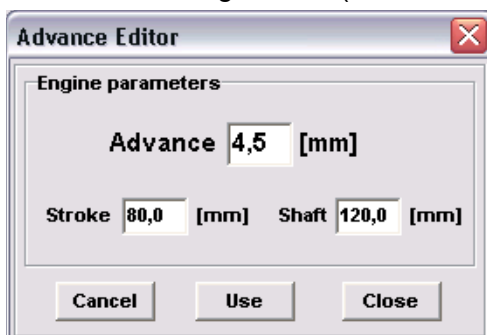 Advance Editor
Engine parameters
Advance 4,5 [mm]
Stroke 80,0 [mm] Shaft 120,0 [mm]
Cancel Use Close